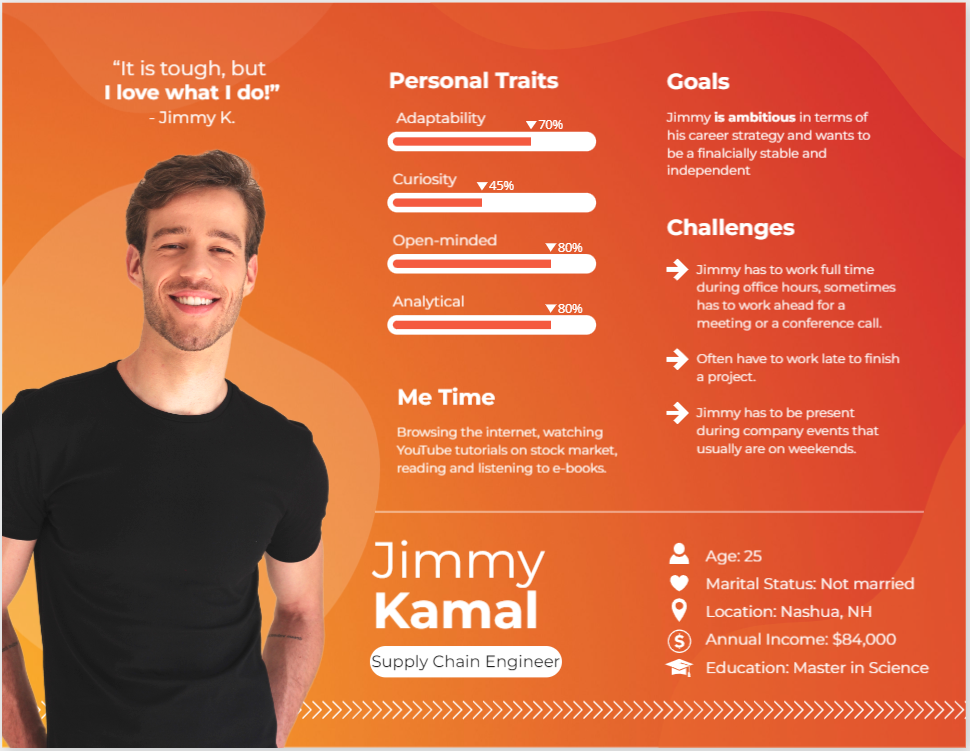 “It is tough, but
I love what I do!”
- Jimmy K.
Personal Traits
Adaptability
70%
Curiosity
45%
Open-minded
80%
Analytical
80%
Me Time
Browsing the internet, watching
YouTube tutorials on stock market,
reading and listening to e-books.
Goals
Jimmy is ambitious in terms of
his career strategy and wants to
be a finalcially stable and
independent
Challenges
Jimmy has to work full time
during office hours, sometimes
has to work ahead for a
meeting or a conference call.
Often have to work late to finish
a project.
Jimmy has to be present
during company events that
usually are on weekends.
Jimmy
Kamal
Supply Chain Engineer
Age: 25
Marital Status: Not married
Location: Nashua, NH
$
Annual Income: $84,000
Education: Master in Science